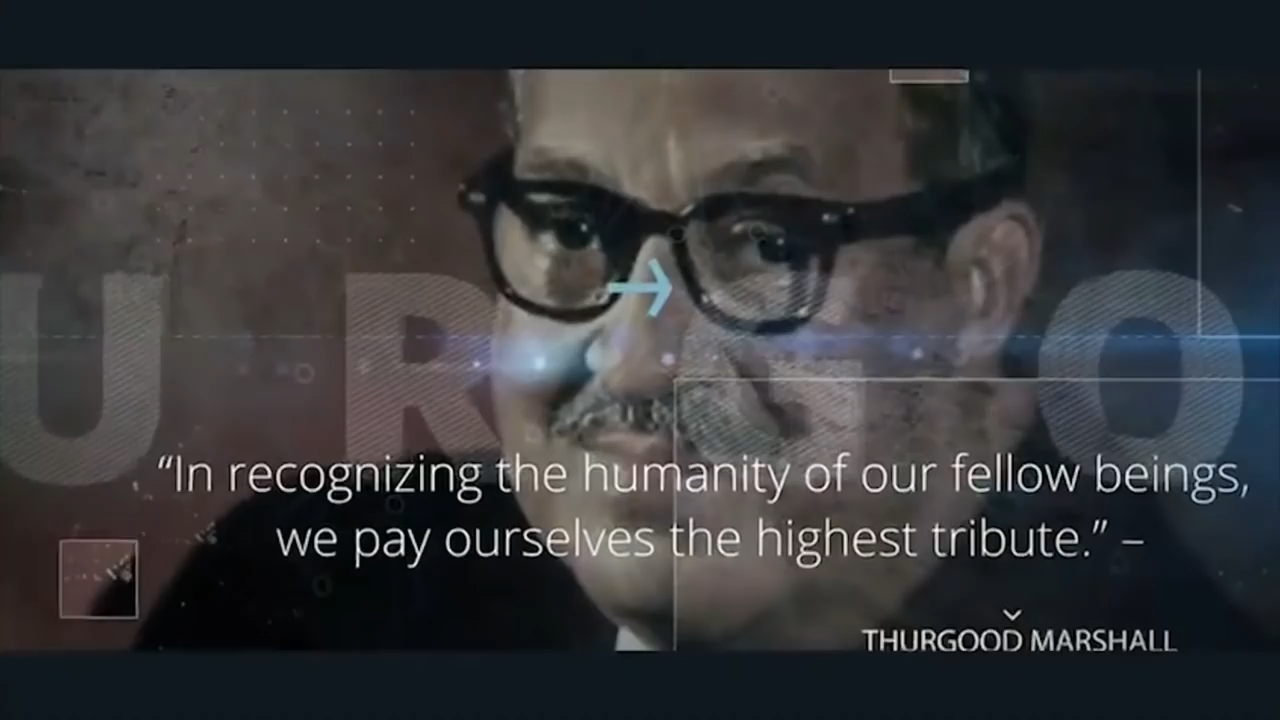 U R G O
“In recognizing the humanity of our fellow beings,
we pay ourselves the highest tribute.” –
THURGOOD MARSHALL